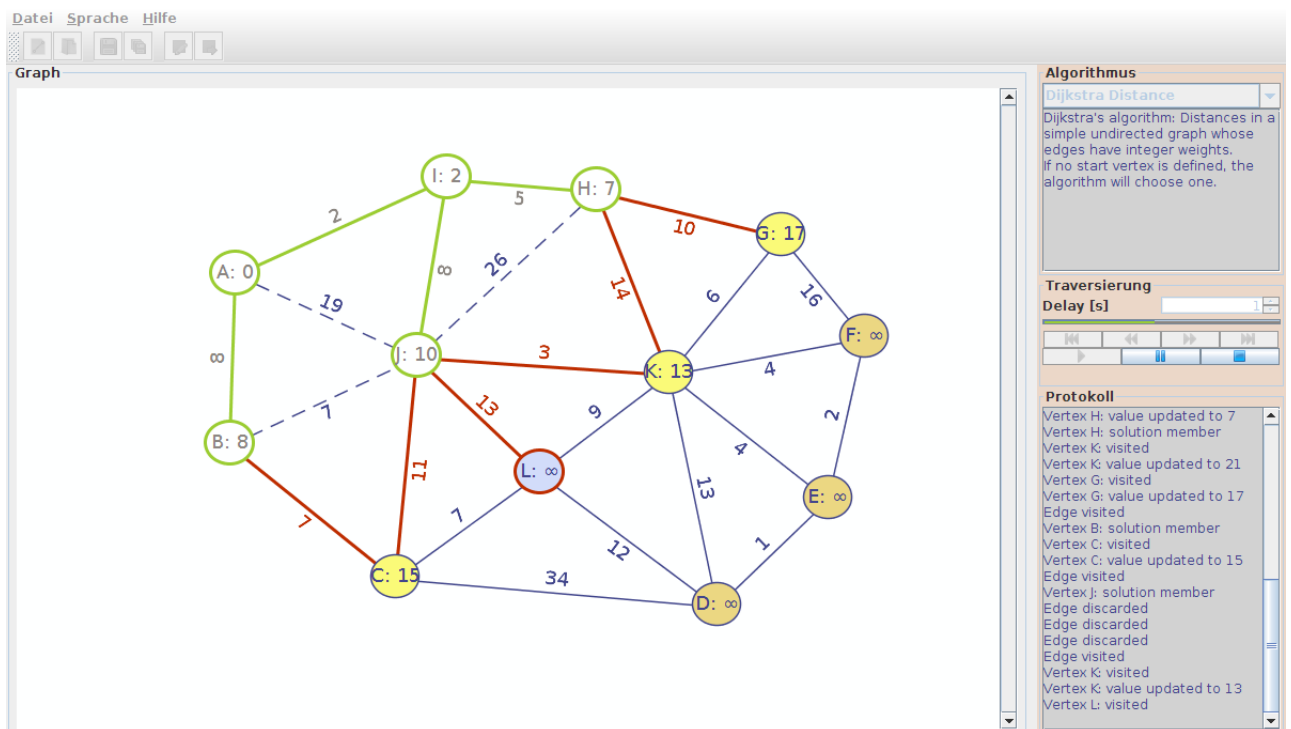 Datei Sprache Hilfe
Graph
I: 2
H: 7
2
5
10
G: 17
A: 0
8
26
14
6
16
19
F: ∞
8
J: 10
3
K: 13
4
7
13
9
2
B: 8
11
4
L: ∞
13
E: ∞
7
7
12
1
C: 15
34
D: ∞
Algorithmus
Dijkstra Distance
Dijkstra's algorithm: Distances in a
simple undirected graph whose
edges have integer weights.
If no start vertex is defined, the
algorithm will choose one.
Traversierung
Delay [s] 1
Protokoll
Vertex H: value updated to 7
Vertex H: solution member
Vertex K: visited
Vertex K: value updated to 21
Vertex G: visited
Vertex G: value updated to 17
Edge visited
Vertex B: solution member
Vertex C: visited
Vertex C: value updated to 15
Edge visited
Vertex J: solution member
Edge discarded
Edge discarded
Edge discarded
Edge visited
Vertex K: visited
Vertex K: value updated to 13
Vertex L: visited